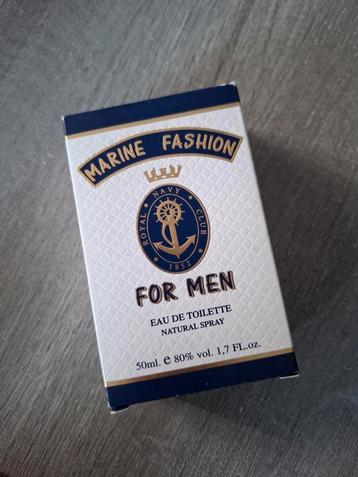 MARINE FASHION
ROYAL • NAVY • CLUB
• 1852 •
FOR MEN
EAU DE TOILETTE
NATURAL SPRAY
50ml. e 80% vol. 1,7 FL.oz.